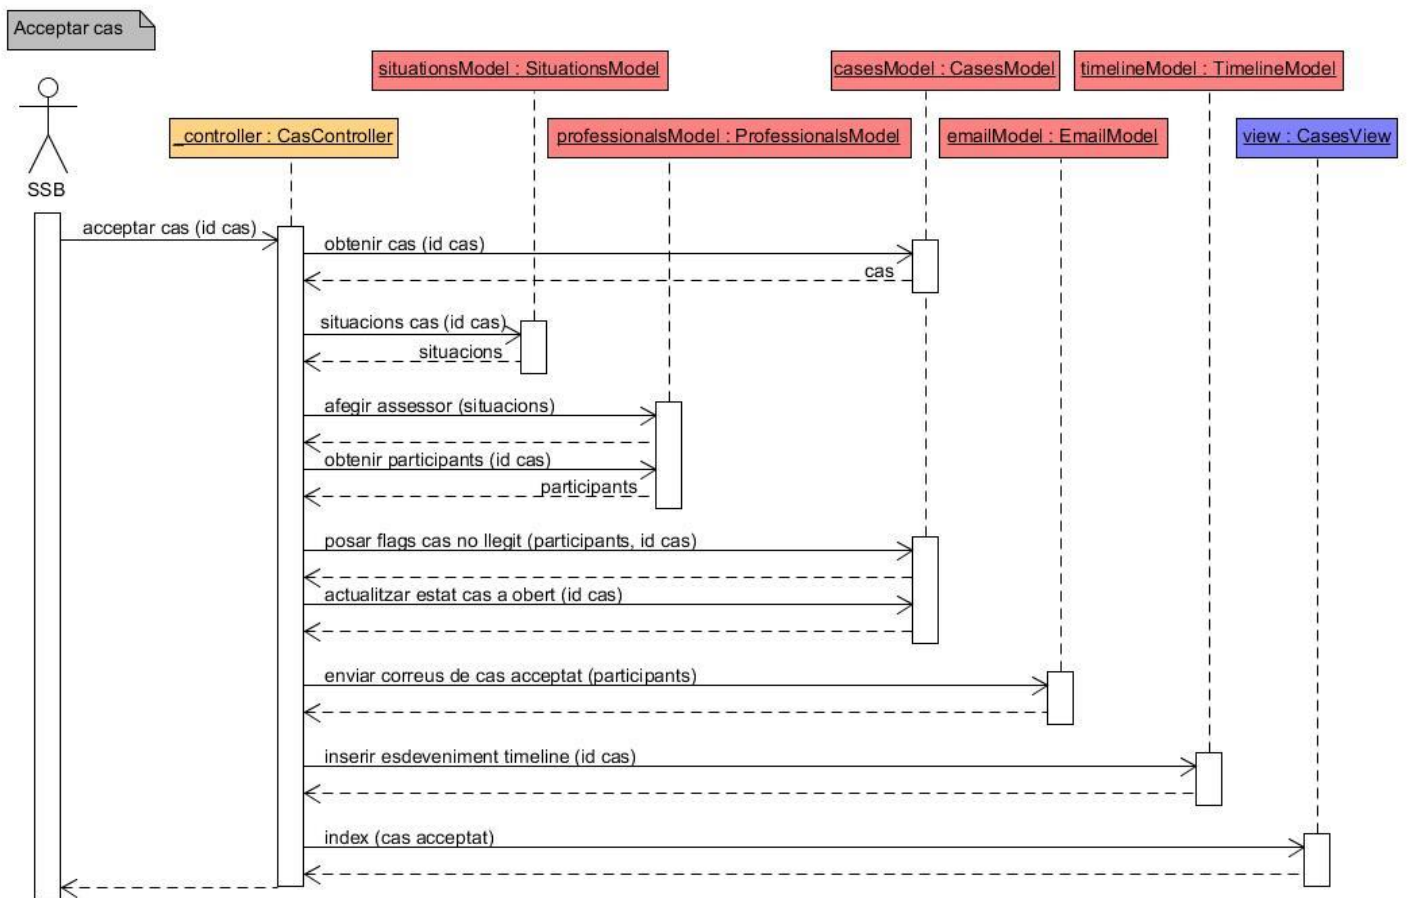 Acceptar cas
situationsModel : SituationsModel
casesModel : CasesModel
timelineModel : TimelineModel
_controller : CasController
professionalsModel : ProfessionalsModel
emailModel : EmailModel
view : CasesView
SSB
acceptar cas (id cas)
obtenir cas (id cas)
cas
situacions cas (id cas)
situacions
afegir assessor (situacions)
obtenir participants (id cas)
participants
posar flags cas no llegit (participants, id cas)
actualitzar estat cas a obert (id cas)
enviar correus de cas acceptat (participants)
inserir esdeveniment timeline (id cas)
index (cas acceptat)